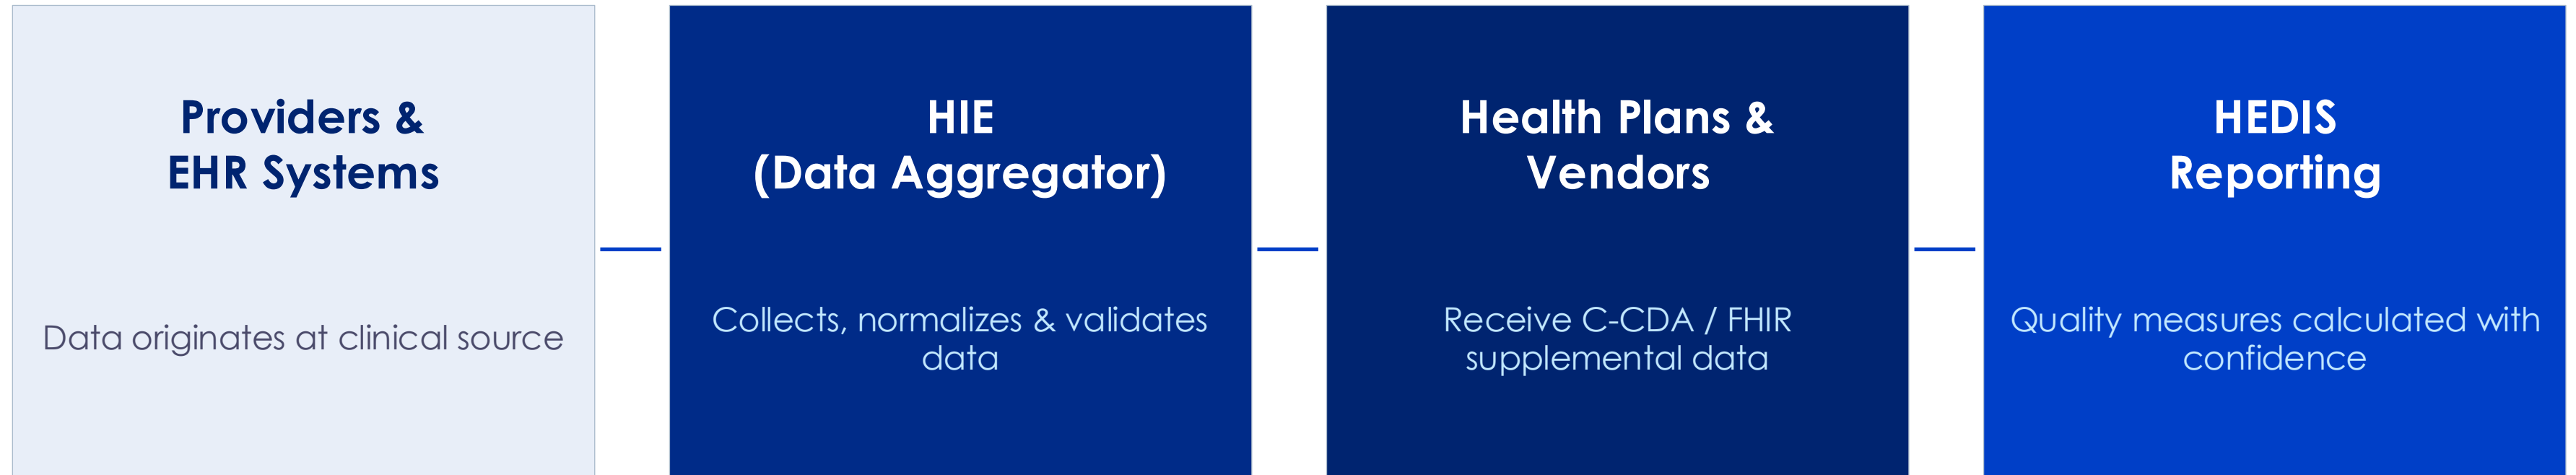 Providers &
EHR Systems
Data originates at clinical source
HIE
(Data Aggregator)
Collects, normalizes & validates
data
Health Plans &
Vendors
Receive C-CDA / FHIR
supplemental data
HEDIS
Reporting
Quality measures calculated with
confidence